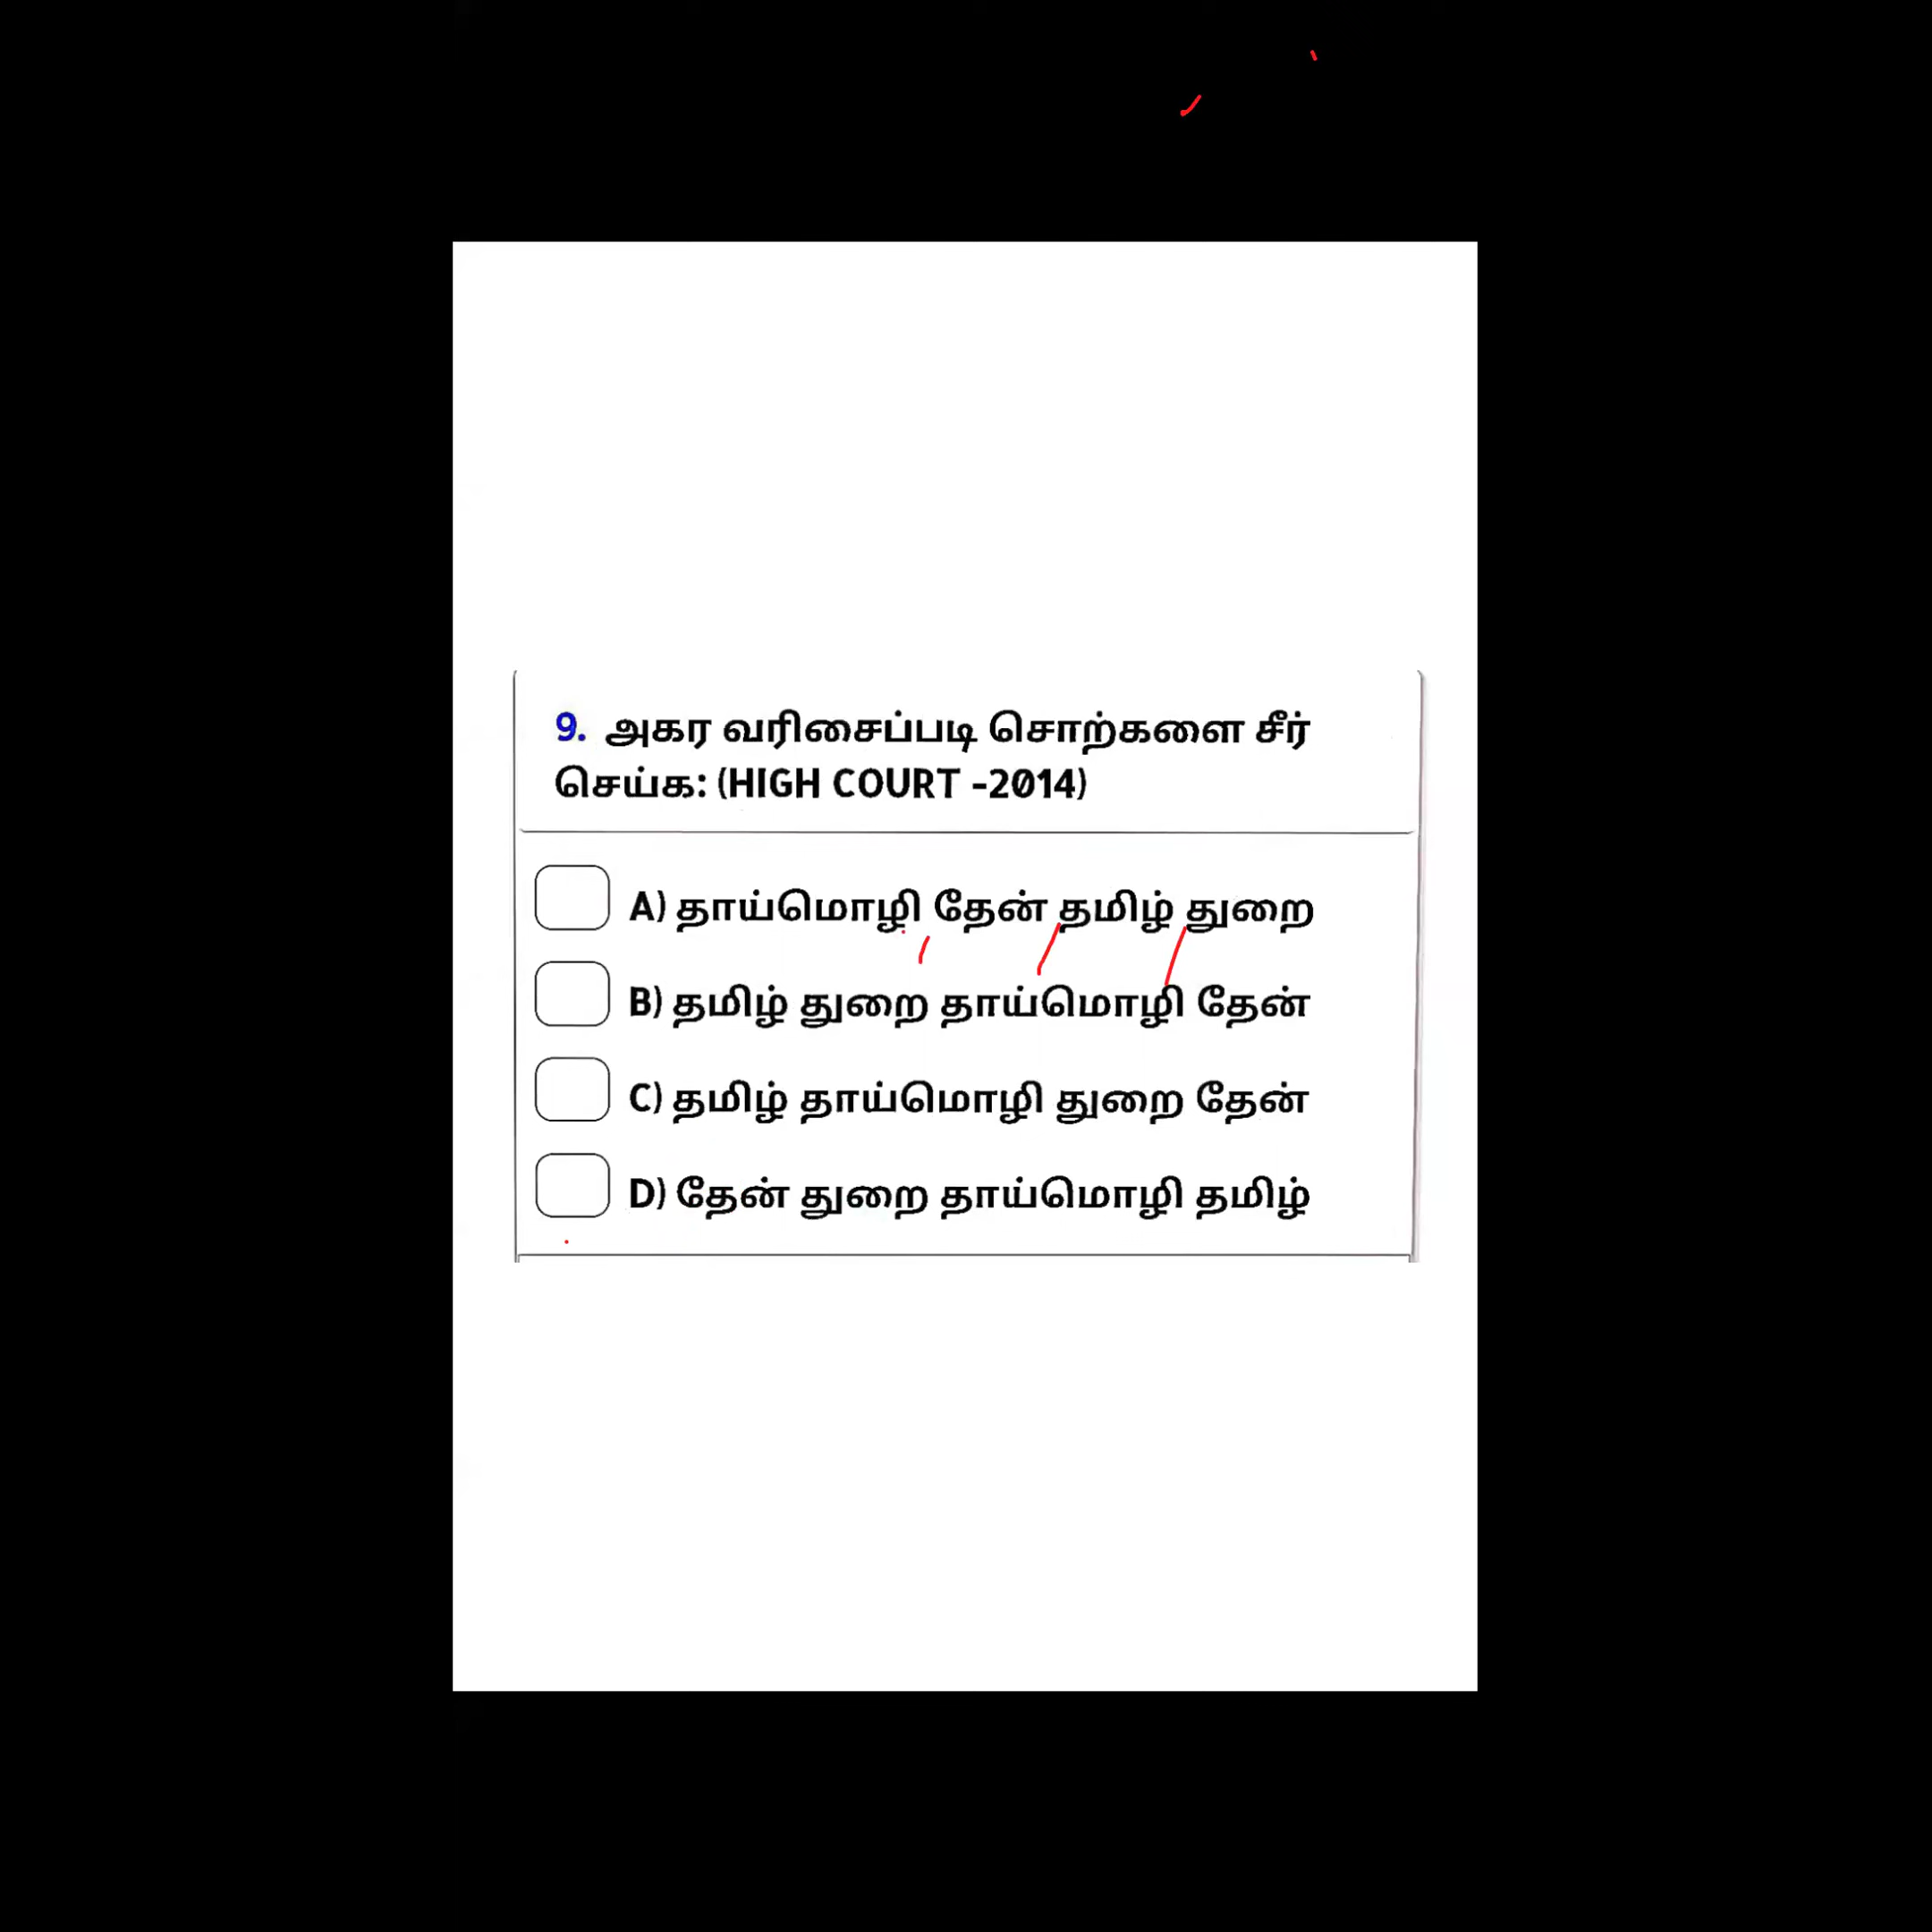 9. அகர வரிசைப்படி சொற்களை சீர்
செய்க: (HIGH COURT -2014)
A) தாய்மொழி தேன் தமிழ் துறை
B) தமிழ் துறை தாய்மொழி தேன்
C) தமிழ் தாய்மொழி துறை தேன்
D) தேன் துறை தாய்மொழி தமிழ்